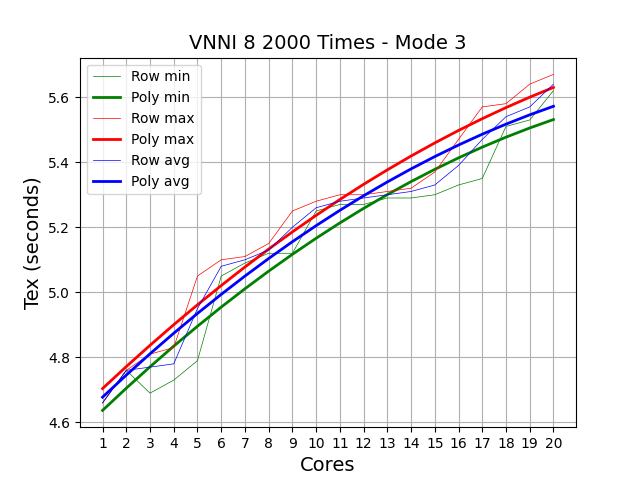 VNNI 8 2000 Times - Mode 3
Row min
Poly min
Row max
Poly max
Row avg
Poly avg
Tex (seconds)
5.6
5.4
5.2
5.0
4.8
4.6
1 2 3 4 5 6 7 8 9 10 11 12 13 14 15 16 17 18 19 20
Cores